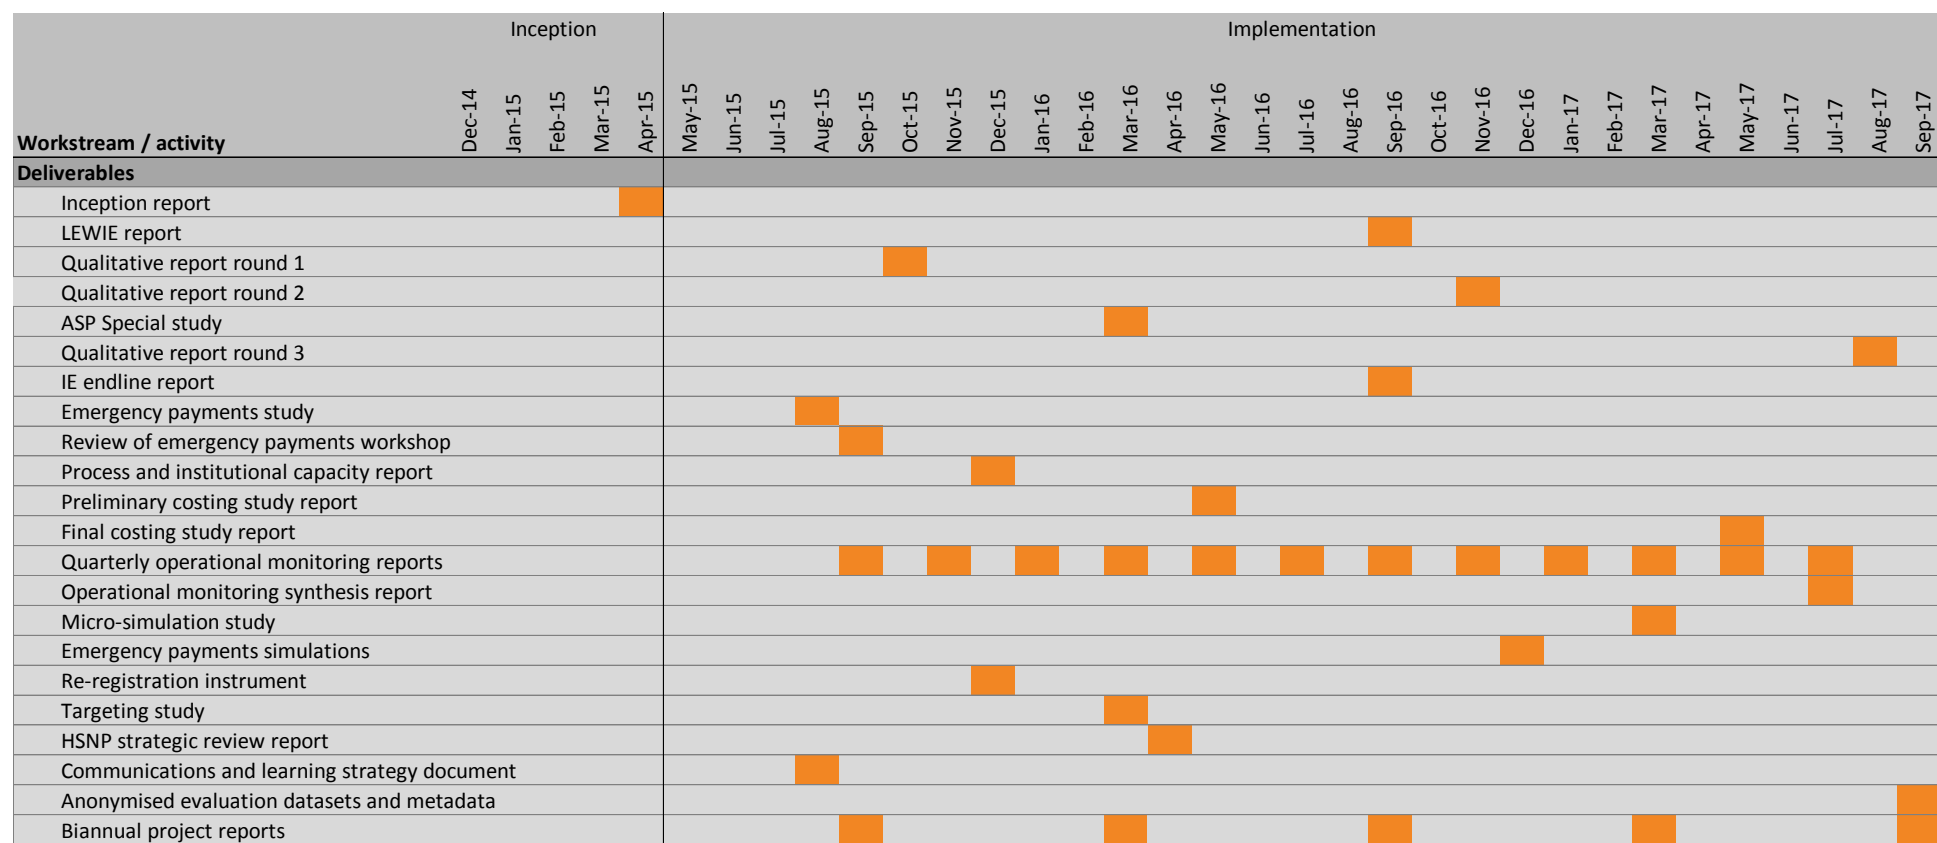 Inception Implementation
Workstream / activity Dec-14 Jan-15 Feb-15 Mar-15 Apr-15 May-15 Jun-15 Jul-15 Aug-15 Sep-15 Oct-15 Nov-15 Dec-15 Jan-16 Feb-16 Mar-16 Apr-16 May-16 Jun-16 Jul-16 Aug-16 Sep-16 Oct-16 Nov-16 Dec-16 Jan-17 Feb-17 Mar-17 Apr-17 May-17 Jun-17 Jul-17 Aug-17 Sep-17
Deliverables
Inception report
LEWIE report
Qualitative report round 1
Qualitative report round 2
ASP Special study
Qualitative report round 3
IE endline report
Emergency payments study
Review of emergency payments workshop
Process and institutional capacity report
Preliminary costing study report
Final costing study report
Quarterly operational monitoring reports
Operational monitoring synthesis report
Micro-simulation study
Emergency payments simulations
Re-registration instrument
Targeting study
HSNP strategic review report
Communications and learning strategy document
Anonymised evaluation datasets and metadata
Biannual project reports